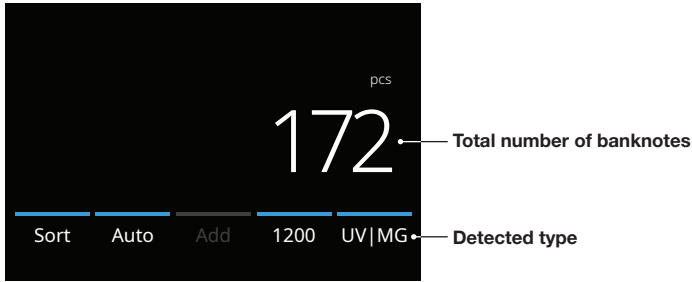 pcs
172
Total number of banknotes
Sort Auto Add 1200 UV|MG
Detected type